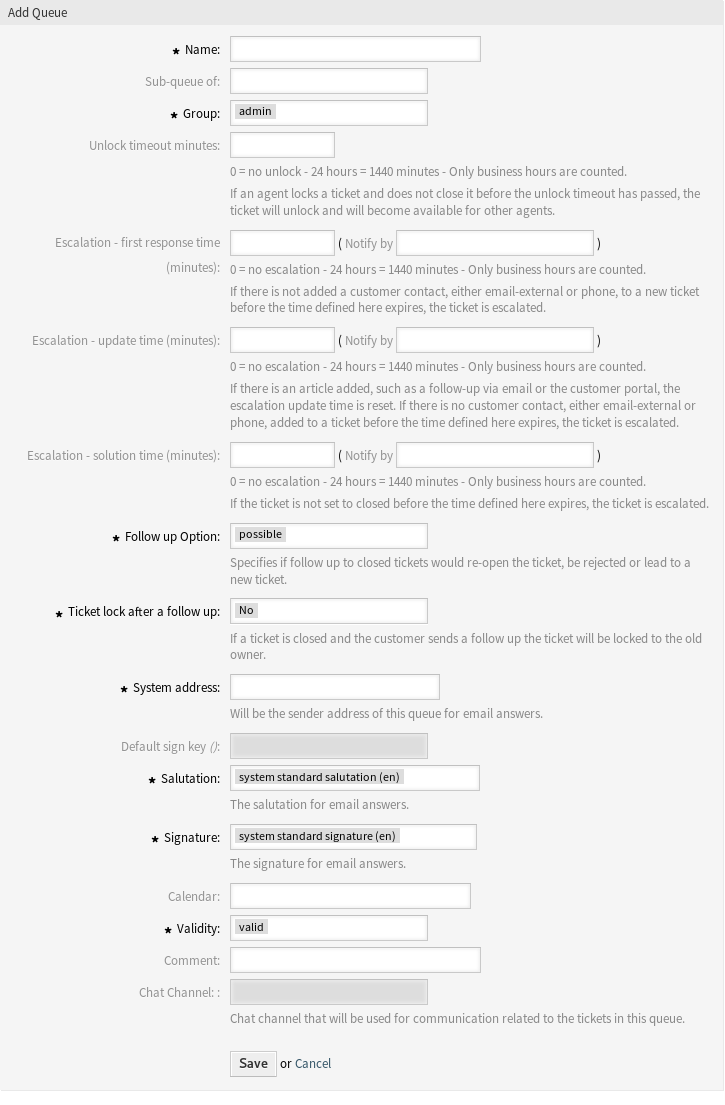 Add Queue
★ Name:
Sub-queue of:
★ Group: admin
Unlock timeout minutes:
0 = no unlock - 24 hours = 1440 minutes - Only business hours are counted.
If an agent locks a ticket and does not close it before the unlock timeout has passed, the
ticket will unlock and will become available for other agents.
Escalation - first response time
(minutes):
( Notify by )
0 = no escalation - 24 hours = 1440 minutes - Only business hours are counted.
If there is not added a customer contact, either email-external or phone, to a new ticket
before the time defined here expires, the ticket is escalated.
Escalation - update time (minutes): ( Notify by )
0 = no escalation - 24 hours = 1440 minutes - Only business hours are counted.
If there is an article added, such as a follow-up via email or the customer portal, the
escalation update time is reset. If there is no customer contact, either email-external or
phone, added to a ticket before the time defined here expires, the ticket is escalated.
Escalation - solution time (minutes): ( Notify by )
0 = no escalation - 24 hours = 1440 minutes - Only business hours are counted.
If the ticket is not set to closed before the time defined here expires, the ticket is escalated.
★ Follow up Option: possible
Specifies if follow up to closed tickets would re-open the ticket, be rejected or lead to a
new ticket.
★ Ticket lock after a follow up: No
If a ticket is closed and the customer sends a follow up the ticket will be locked to the old
owner.
★ System address:
Will be the sender address of this queue for email answers.
Default sign key ():
★ Salutation: system standard salutation (en)
The salutation for email answers.
★ Signature: system standard signature (en)
The signature for email answers.
Calendar:
★ Validity: valid
Comment:
Chat Channel: :
Chat channel that will be used for communication related to the tickets in this queue.
Save or Cancel